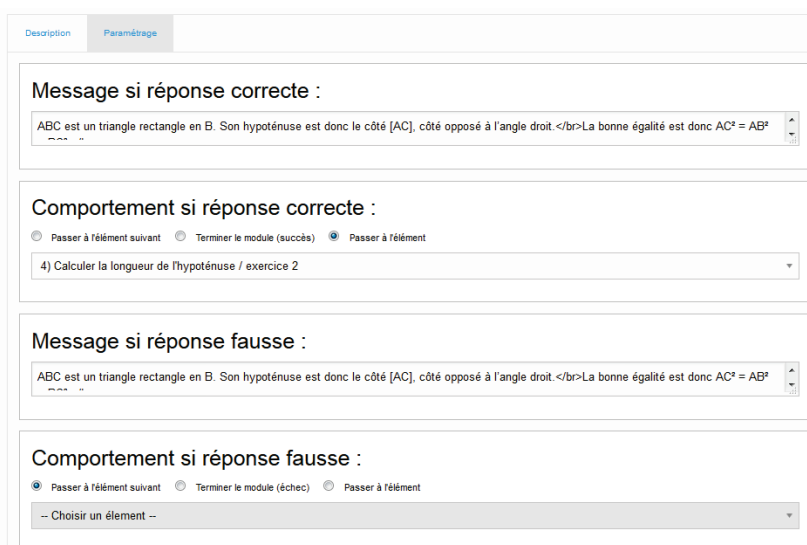 Description Paramétrage
Message si réponse correcte :
ABC est un triangle rectangle en B. Son hypoténuse est donc le côté [AC], côté opposé à l'angle droit.</br>La bonne égalité est donc AC² = AB²
Comportement si réponse correcte :
Passer à l'élément suivant Terminer le module (succès) Passer à l'élément
4) Calculer la longueur de l'hypoténuse / exercice 2
Message si réponse fausse :
ABC est un triangle rectangle en B. Son hypoténuse est donc le côté [AC], côté opposé à l'angle droit.</br>La bonne égalité est donc AC² = AB²
Comportement si réponse fausse :
Passer à l'élément suivant Terminer le module (échec) Passer à l'élément
-- Choisir un élement --